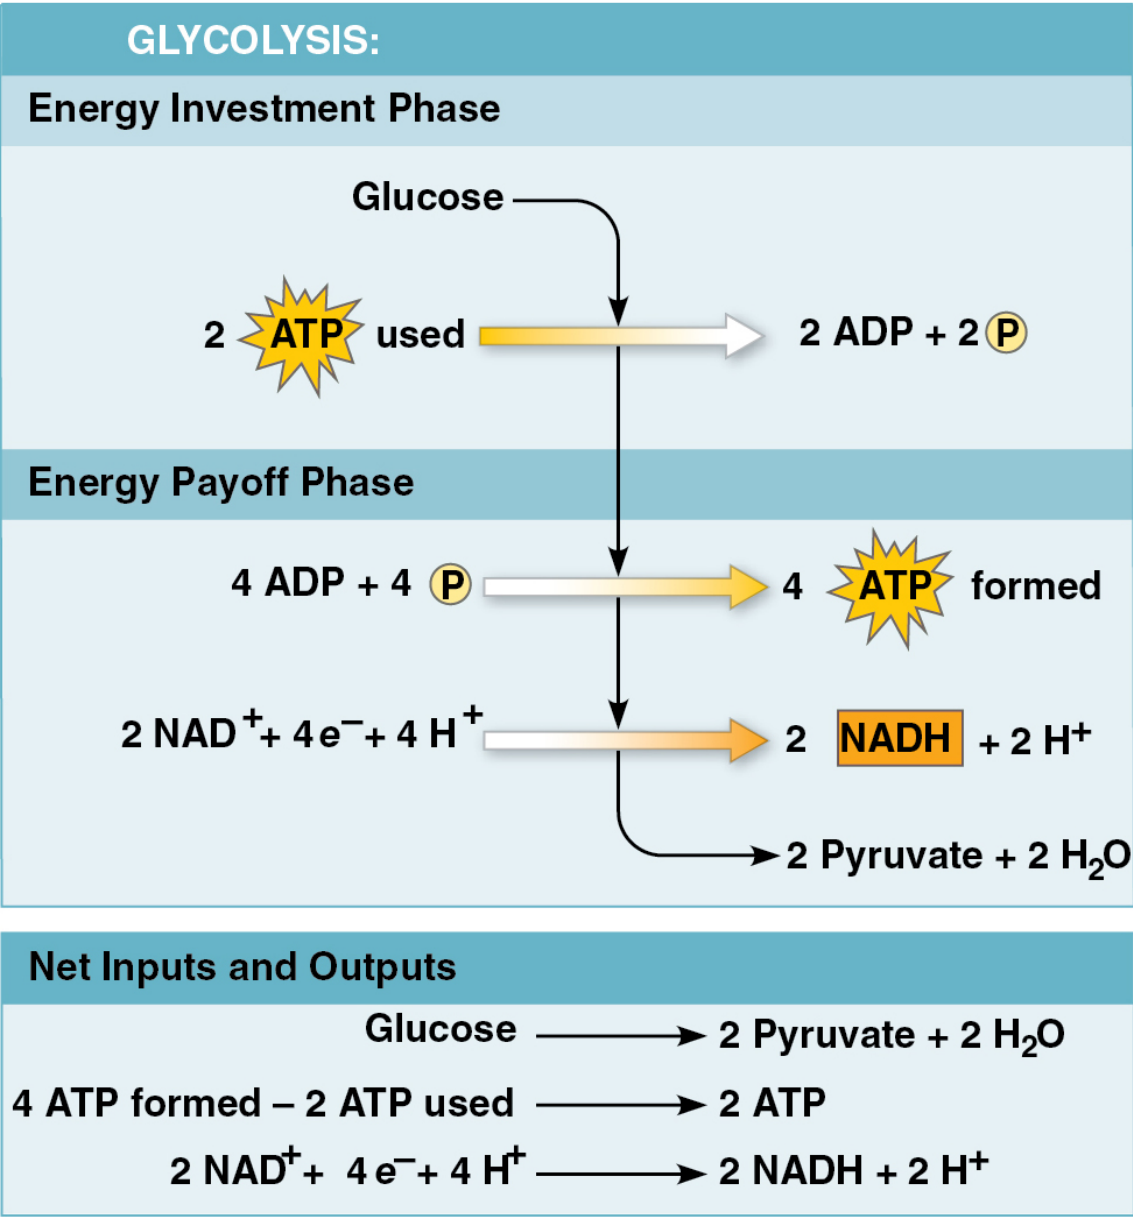 GLYCOLYSIS:
Energy Investment Phase
Glucose
2 ATP used 2 ADP + 2 P
Energy Payoff Phase
4 ADP + 4 P 4 ATP formed
2 NAD⁺ + 4 e⁻ + 4 H⁺ 2 NADH + 2 H⁺
2 Pyruvate + 2 H₂O
Net Inputs and Outputs
Glucose 2 Pyruvate + 2 H₂O
4 ATP formed – 2 ATP used 2 ATP
2 NAD⁺ + 4 e⁻ + 4 H⁺ 2 NADH + 2 H⁺